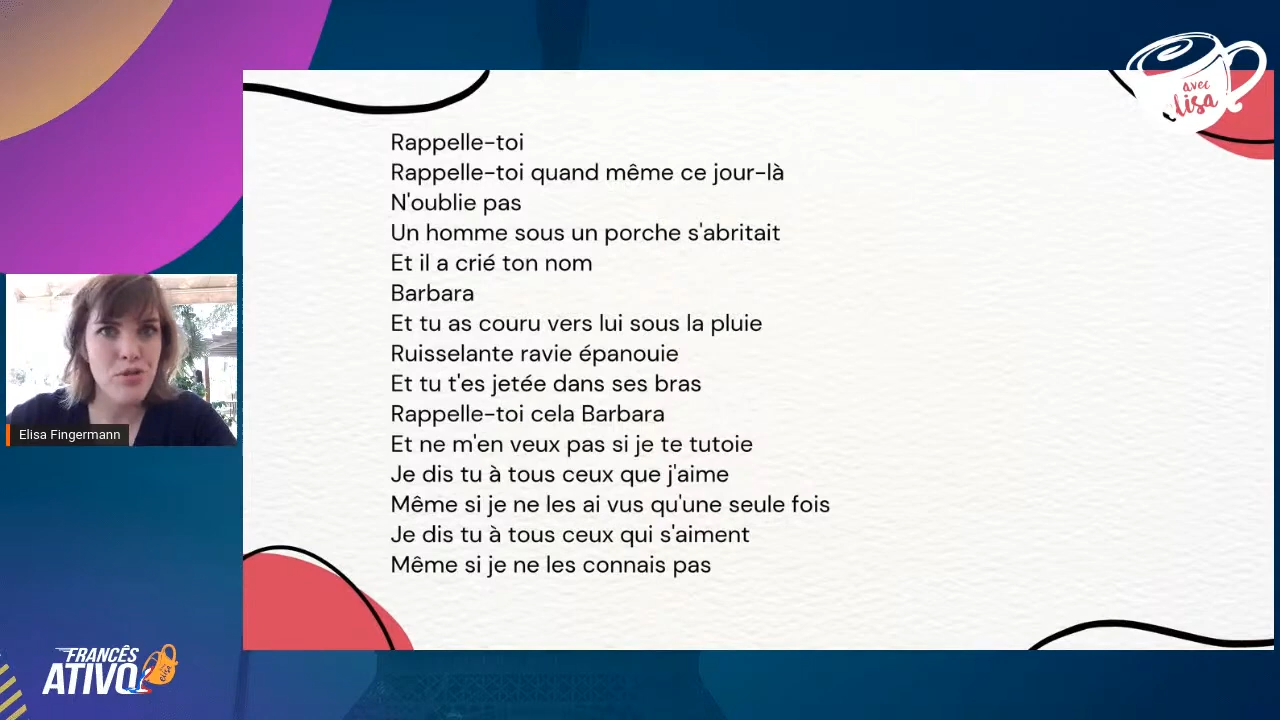 avec
elisa
Rappelle-toi
Rappelle-toi quand même ce jour-là
N'oublie pas
Un homme sous un porche s'abritait
Et il a crié ton nom
Barbara
Et tu as couru vers lui sous la pluie
Ruisselante ravie épanouie
Et tu t'es jetée dans ses bras
Rappelle-toi cela Barbara
Et ne m'en veux pas si je te tutoie
Je dis tu à tous ceux que j'aime
Même si je ne les ai vus qu'une seule fois
Je dis tu à tous ceux qui s'aiment
Même si je ne les connais pas
Elisa Fingermann
FRANCÊS
ATIVO